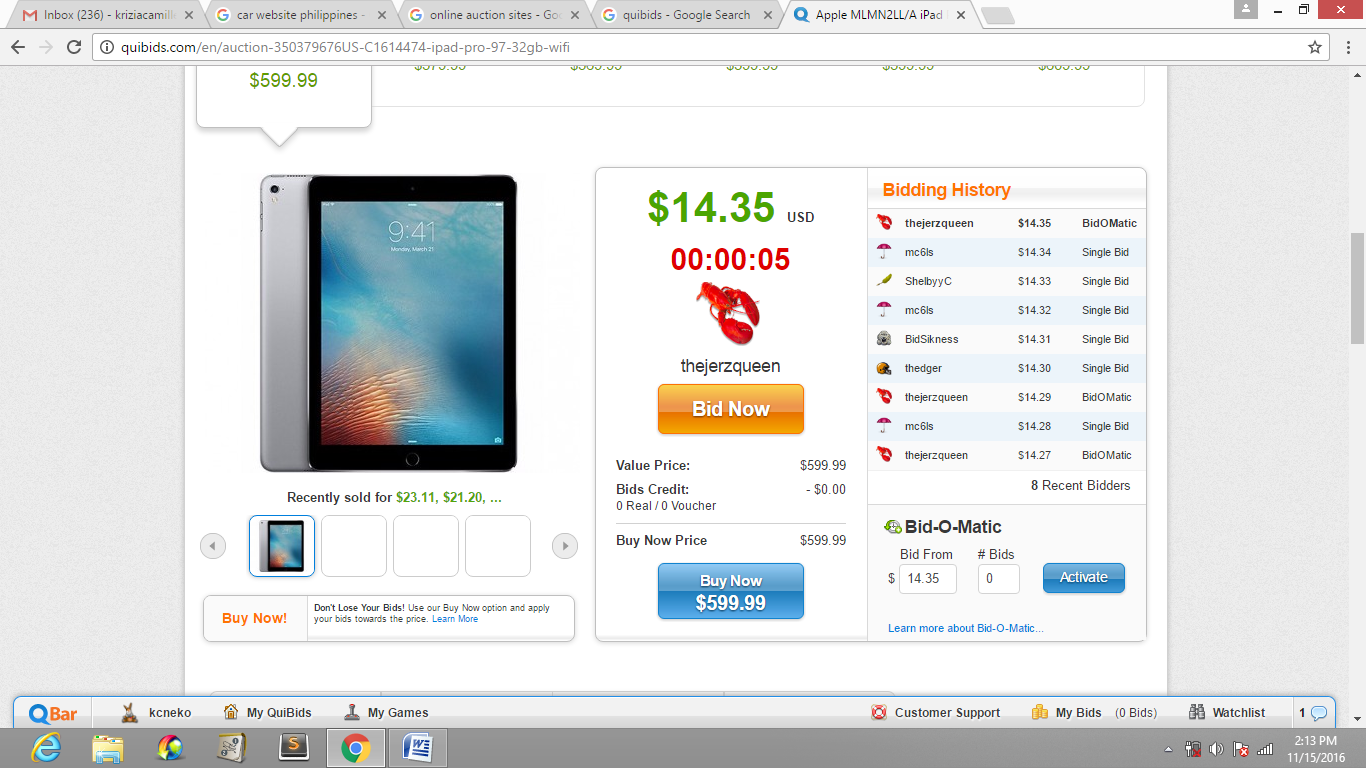 Inbox (236) - kriziacamille
car website philippines -
online auction sites - Goo
quibids - Google Search
Apple MLMN2LL/A iPad
quibids.com/en/auction-350379676US-C1614474-ipad-pro-97-32gb-wifi
$599.99
$14.35 USD
00:00:05
thejerzqueen
Bid Now
Value Price: $599.99
Bids Credit: - $0.00
0 Real / 0 Voucher
Buy Now Price $599.99
Buy Now
$599.99
9:41
Monday, March 21
Recently sold for $23.11, $21.20, ...
Buy Now!
Don't Lose Your Bids! Use our Buy Now option and apply
your bids towards the price. Learn More
Bidding History
thejerzqueen $14.35 BidOMatic
mc6ls $14.34 Single Bid
ShelbyyC $14.33 Single Bid
mc6ls $14.32 Single Bid
BidSikness $14.31 Single Bid
thedger $14.30 Single Bid
thejerzqueen $14.29 BidOMatic
mc6ls $14.28 Single Bid
thejerzqueen $14.27 BidOMatic
8 Recent Bidders
Bid-O-Matic
Bid From # Bids
$ 14.35 0 Activate
Learn more about Bid-O-Matic...
QBar kcneko My QuiBids My Games Customer Support My Bids (0 Bids) Watchlist 1
2:13 PM
11/15/2016